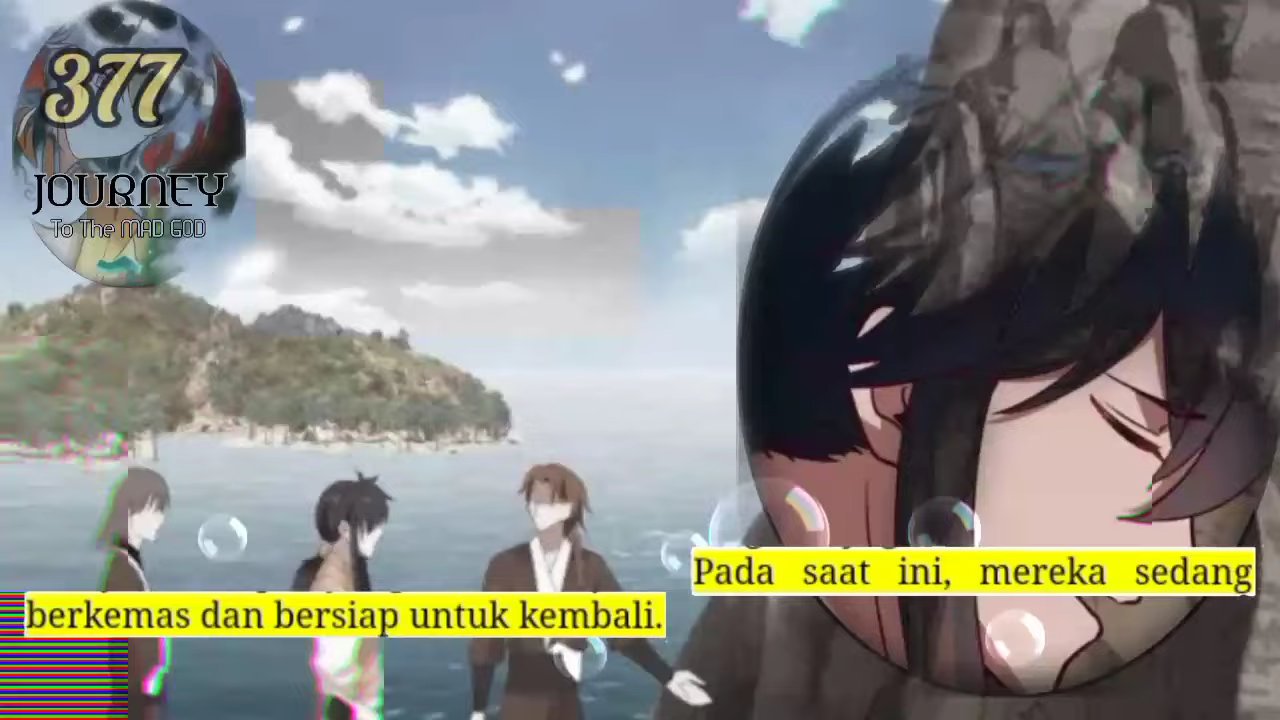 377
JOURNEY
To The MAD GOD
Pada saat ini, mereka sedang
berkemas dan bersiap untuk kembali.